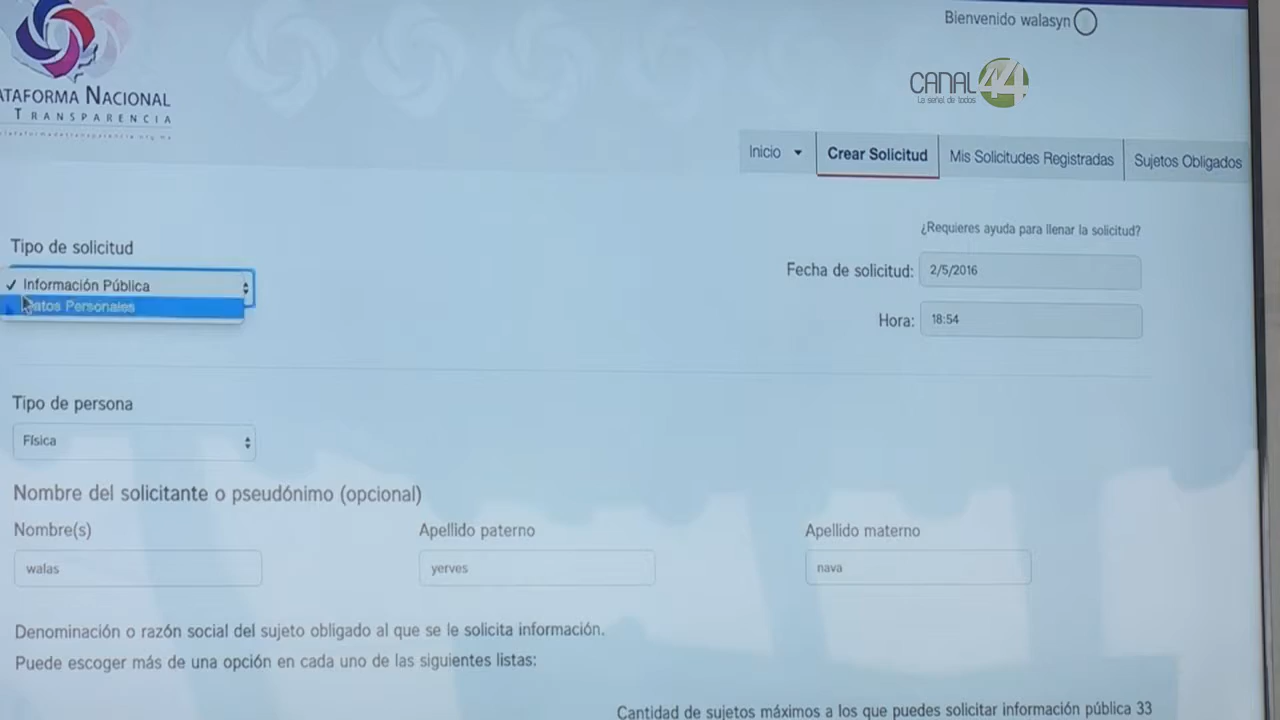 Bienvenido walasyn
CANAL 44
La señal de todos
ATAFORMA NACIONAL
TRANSPARENCIA
Inicio
Crear Solicitud
Mis Solicitudes Registradas
Sujetos Obligados
¿Requieres ayuda para llenar la solicitud?
Tipo de solicitud
✓ Información Pública
atos Personales
Fecha de solicitud: 2/5/2016
Hora: 18:54
Tipo de persona
Física
Nombre del solicitante o pseudónimo (opcional)
Nombre(s)
Apellido paterno
Apellido materno
walas
yerves
nava
Denominación o razón social del sujeto obligado al que se le solicita información.
Puede escoger más de una opción en cada uno de las siguientes listas:
Cantidad de sujetos máximos a los que puedes solicitar información pública 33